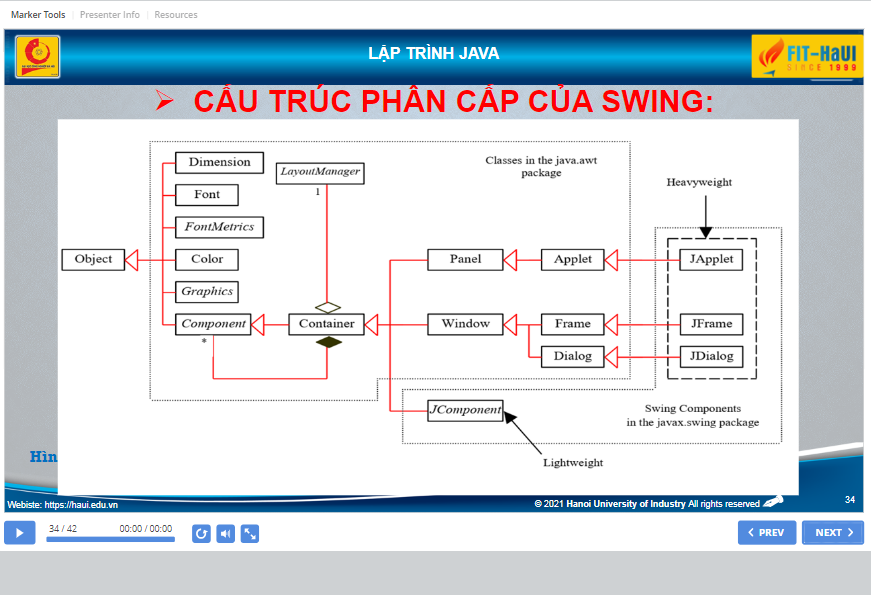 Marker Tools Presenter Info Resources
LẬP TRÌNH JAVA
FIT-HaUI
SINCE 1999
➢ CẤU TRÚC PHÂN CẤP CỦA SWING:
Dimension
LayoutManager
Classes in the java.awt
package
1
Font
Heavyweight
FontMetrics
Object
Color
Panel
Applet
JApplet
Graphics
Component
Container
Window
Frame
JFrame
*
Dialog
JDialog
JComponent
Swing Components
in the javax.swing package
Hìn
Lightweight
Webiste: https://haui.edu.vn
© 2021 Hanoi University of Industry All rights reserved
34
34 / 42
00:00 / 00:00
PREV
NEXT